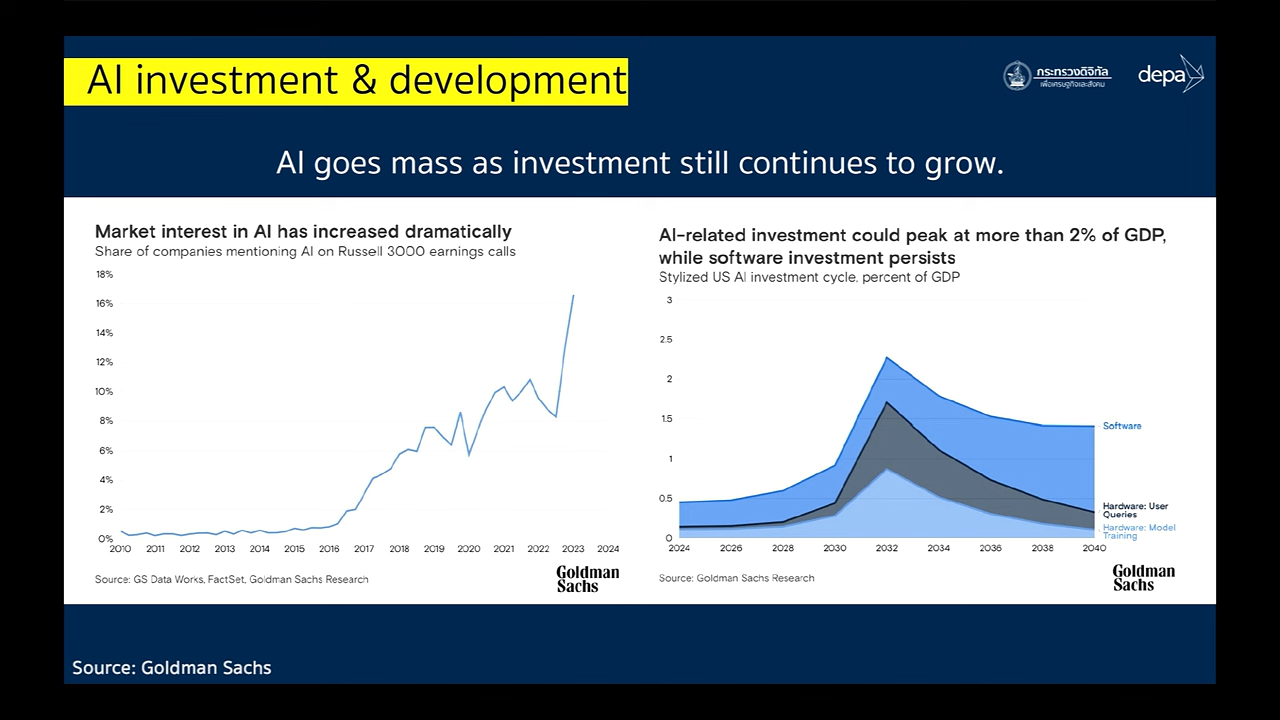 AI investment & development
กระทรวงดิจิทัล
เพื่อเศรษฐกิจและสังคม
depa
AI goes mass as investment still continues to grow.
Market interest in AI has increased dramatically
Share of companies mentioning AI on Russell 3000 earnings calls
18%
16%
14%
12%
10%
8%
6%
4%
2%
0%
2010 2011 2012 2013 2014 2015 2016 2017 2018 2019 2020 2021 2022 2023 2024
Source: GS Data Works, FactSet, Goldman Sachs Research
Goldman
Sachs
AI-related investment could peak at more than 2% of GDP,
while software investment persists
Stylized US AI investment cycle, percent of GDP
3
2.5
2
1.5
1
0.5
0
Software
Hardware: User
Queries
Hardware: Model
Training
2024 2026 2028 2030 2032 2034 2036 2038 2040
Source: Goldman Sachs Research
Goldman
Sachs
Source: Goldman Sachs